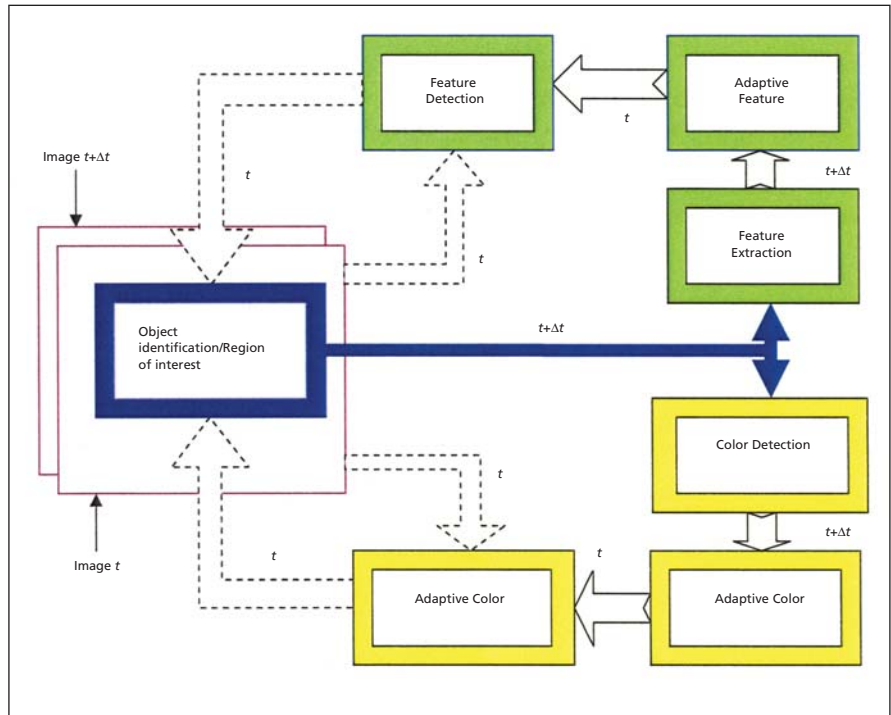 Feature
Detection
Adaptive
Feature
t
Image t+Δt
t
t+Δt
Feature
Extraction
t
Object
identification/Region
of interest
t+Δt
Color Detection
t
t+Δt
Image t
t
t
Adaptive Color
Adaptive Color